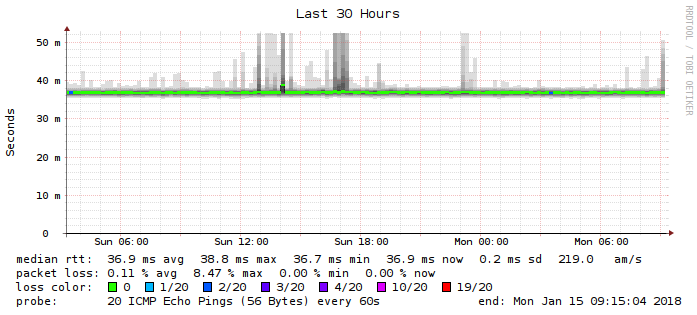 Last 30 Hours
RRDTOOL / TOBI OETIKER
Seconds
50 m
40 m
30 m
20 m
10 m
0
Sun 06:00 Sun 12:00 Sun 18:00 Mon 00:00 Mon 06:00
median rtt: 36.9 ms avg 38.8 ms max 36.7 ms min 36.9 ms now 0.2 ms sd 219.0 am/s
packet loss: 0.11 % avg 8.47 % max 0.00 % min 0.00 % now
loss color: 0 1/20 2/20 3/20 4/20 10/20 19/20
probe: 20 ICMP Echo Pings (56 Bytes) every 60s end: Mon Jan 15 09:15:04 2018